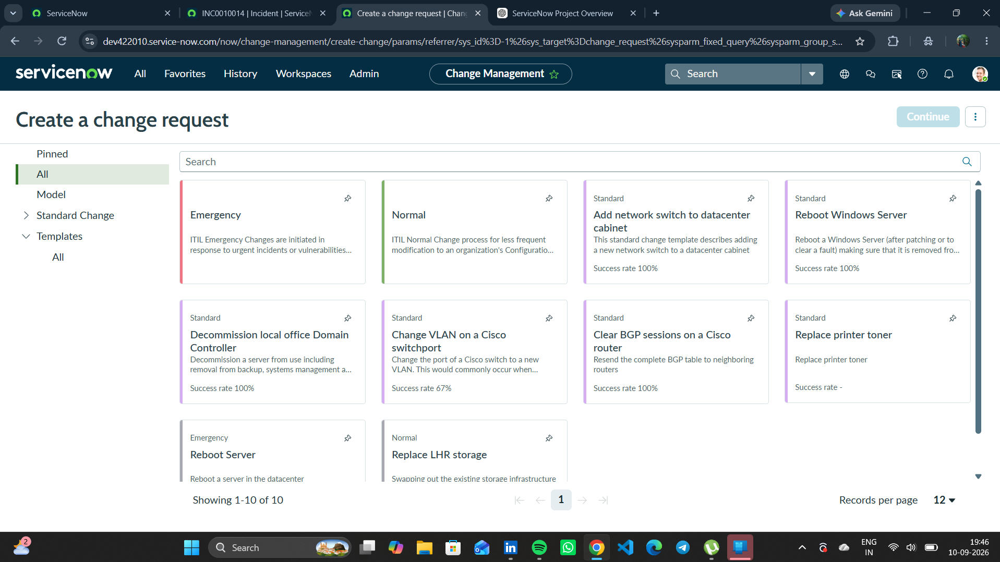 ServiceNow
INC0010014 | Incident | Service
Create a change request | Chan
ServiceNow Project Overview
Ask Gemini
dev422010.service-now.com/now/change-management/create-change/params/referrer/sys_id%3D-1%26sys_target%3Dchange_request%26sysparm_fixed_query%26sysparm_group_s...
servicenow
All
Favorites
History
Workspaces
Admin
Change Management
Search
Create a change request
Continue
Pinned
All
Model
Standard Change
Templates
All
Search
Emergency
ITIL Emergency Changes are initiated in
response to urgent incidents or vulnerabilities...
Normal
ITIL Normal Change process for less frequent
modification to an organization's Configuratio...
Standard
Add network switch to datacenter
cabinet
This standard change template describes adding
a new network switch to a datacenter cabinet
Success rate 100%
Standard
Reboot Windows Server
Reboot a Windows Server (after patching or to
clear a fault) making sure that it is removed fro...
Success rate 100%
Standard
Decommission local office Domain
Controller
Decommission a server from use including
removal from backup, systems management a...
Success rate 100%
Standard
Change VLAN on a Cisco
switchport
Change the port of a Cisco switch to a new
VLAN. This would commonly occur when...
Success rate 67%
Standard
Clear BGP sessions on a Cisco
router
Resend the complete BGP table to neighboring
routers
Success rate 100%
Standard
Replace printer toner
Replace printer toner
Success rate -
Emergency
Reboot Server
Reboot a server in the datacenter
Normal
Replace LHR storage
Swapping out the existing storage infrastructure
Showing 1-10 of 10
1
Records per page
12
2
Search
ENG
IN
19:46
10-09-2026